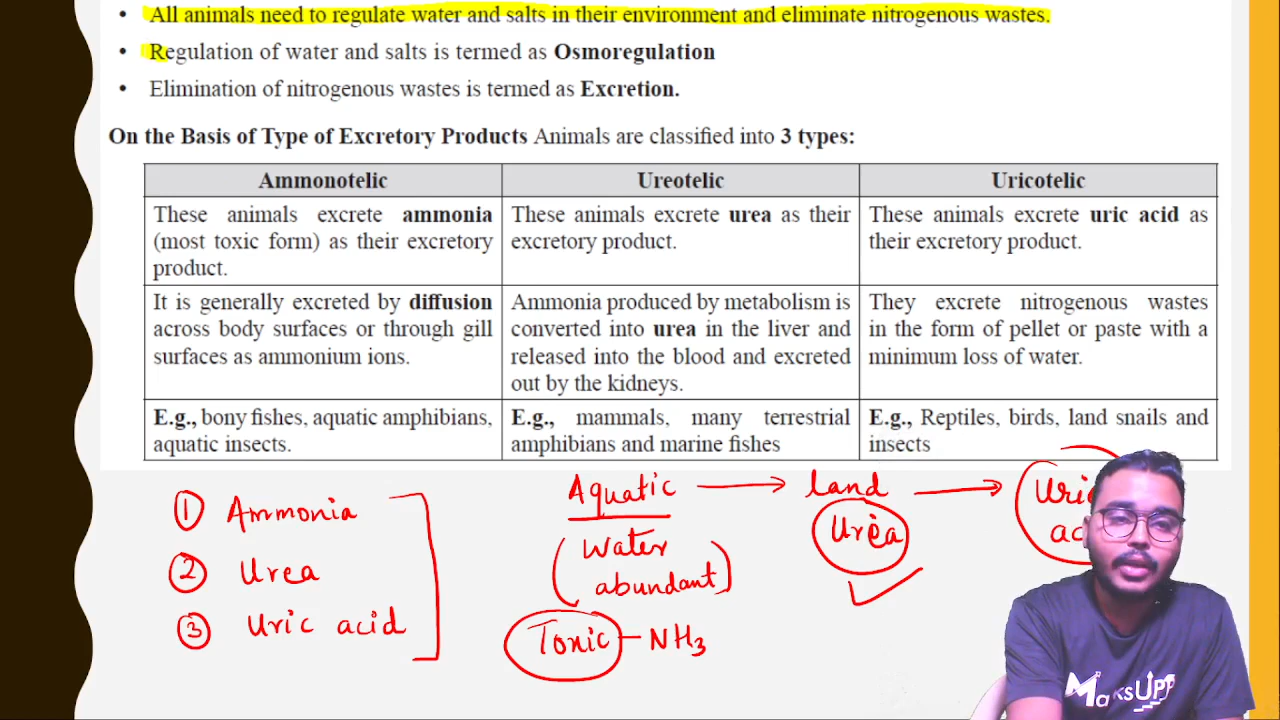 • All animals need to regulate water and salts in their environment and eliminate nitrogenous wastes.
• Regulation of water and salts is termed as Osmoregulation
• Elimination of nitrogenous wastes is termed as Excretion.
On the Basis of Type of Excretory Products Animals are classified into 3 types:
Ammonotelic
These animals excrete ammonia
(most toxic form) as their excretory
product.
It is generally excreted by diffusion
across body surfaces or through gill
surfaces as ammonium ions.
E.g., bony fishes, aquatic amphibians,
aquatic insects.
Ureotelic
These animals excrete urea as their
excretory product.
Ammonia produced by metabolism is
converted into urea in the liver and
released into the blood and excreted
out by the kidneys.
E.g., mammals, many terrestrial
amphibians and marine fishes
Uricotelic
These animals excrete uric acid as
their excretory product.
They excrete nitrogenous wastes
in the form of pellet or paste with a
minimum loss of water.
E.g., Reptiles, birds, land snails and
insects
① Ammonia
② Urea
③ Uric acid
Aquatic → land →
(Water
abundant)
Urea
Toxic - NH3
MarksUPP